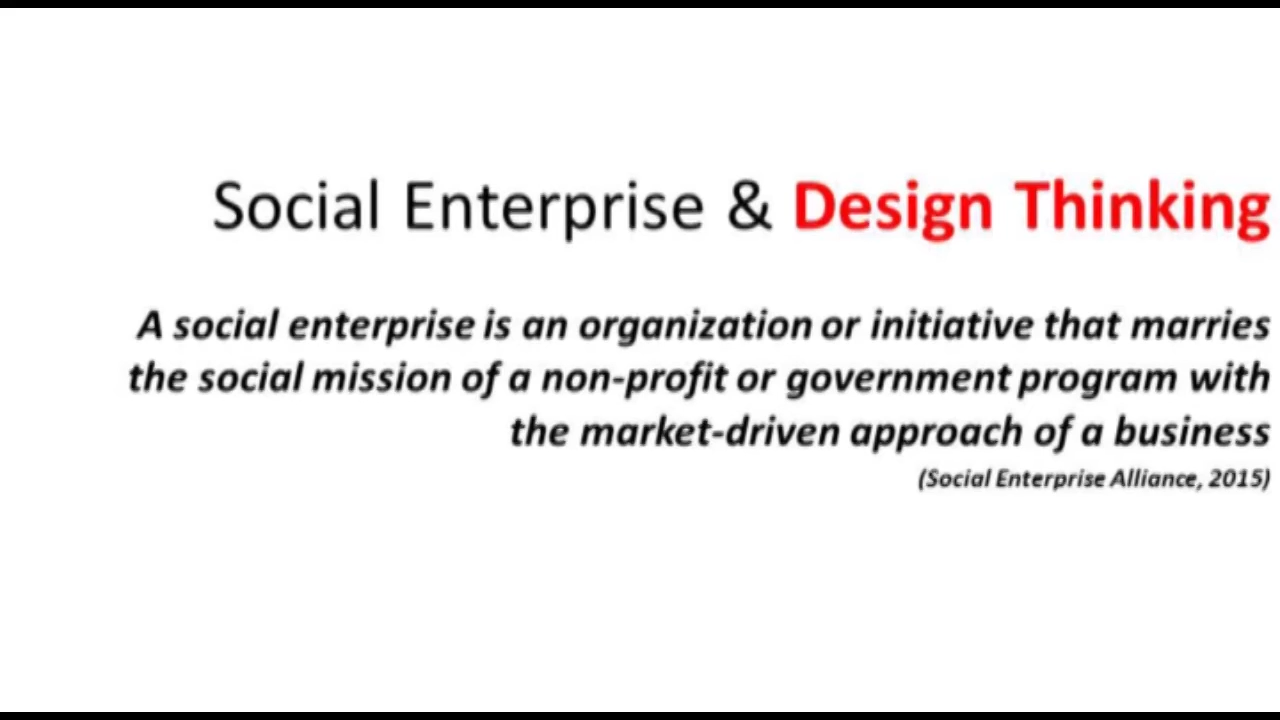 Social Enterprise & Design Thinking
A social enterprise is an organization or initiative that marries
the social mission of a non-profit or government program with
the market-driven approach of a business
(Social Enterprise Alliance, 2015)